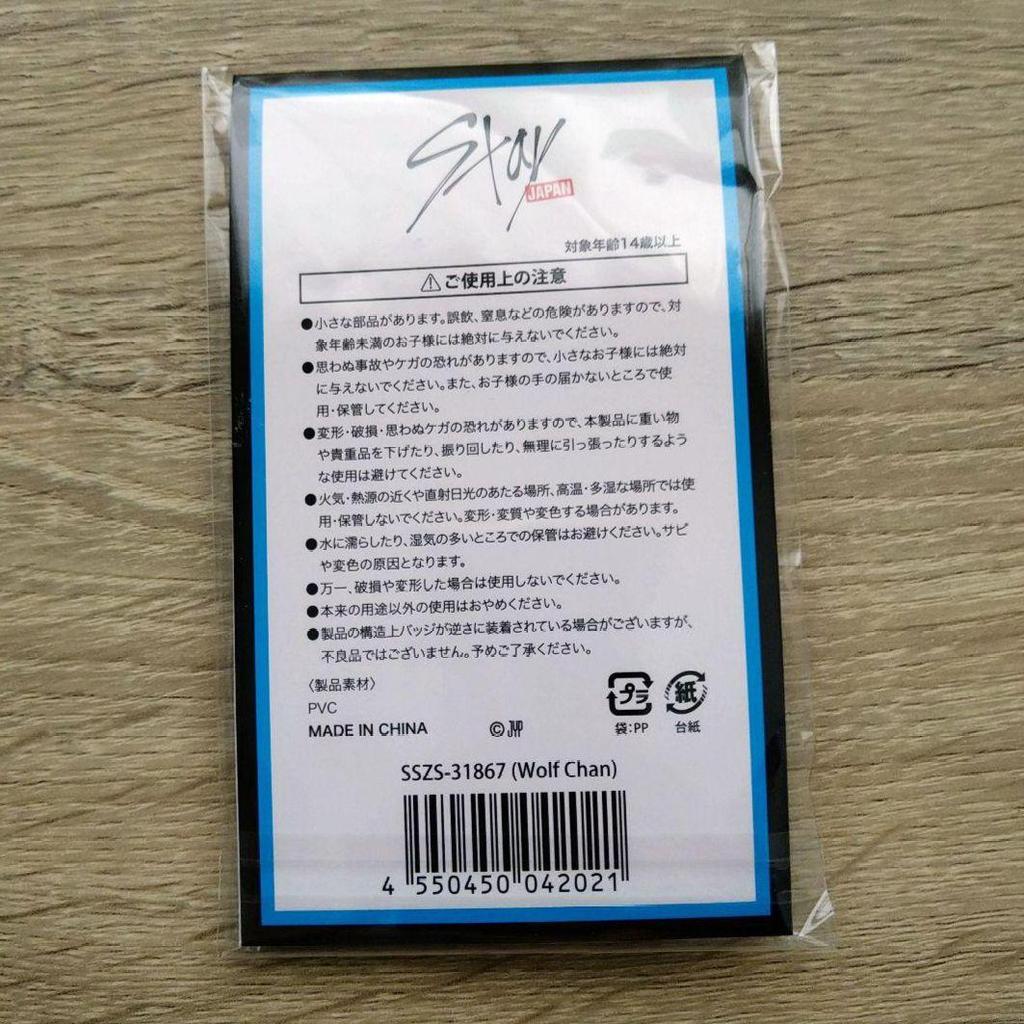 Stay
JAPAN
対象年齢14歳以上
⚠ご使用上の注意
●小さな部品があります。誤飲、窒息などの危険がありますので、対
象年齢未満のお子様には絶対に与えないでください。
●思わぬ事故やケガの恐れがありますので、小さなお子様には絶対
に与えないでください。また、お子様の手の届かないところで使
用・保管してください。
●変形・破損・思わぬケガの恐れがありますので、本製品に重い物
や貴重品を下げたり、振り回したり、無理に引っ張ったりするよう
な使用は避けてください。
●火気・熱源の近くや直射日光のあたる場所、高温・多湿な場所では使
用・保管しないでください。変形・変質や変色する場合があります。
●水に濡らしたり、湿気の多いところでの保管はお避けください。サビ
や変色の原因となります。
●万一、破損や変形した場合は使用しないでください。
●本来の用途以外の使用はおやめください。
●製品の構造上バッジが逆さに装着されている場合がございますが、
不良品ではございません。予めご了承ください。
〈製品素材〉
PVC
MADE IN CHINA
©JYP
プラ
袋:PP
紙
台紙
SSZS-31867 (Wolf Chan)
4 550450 042021